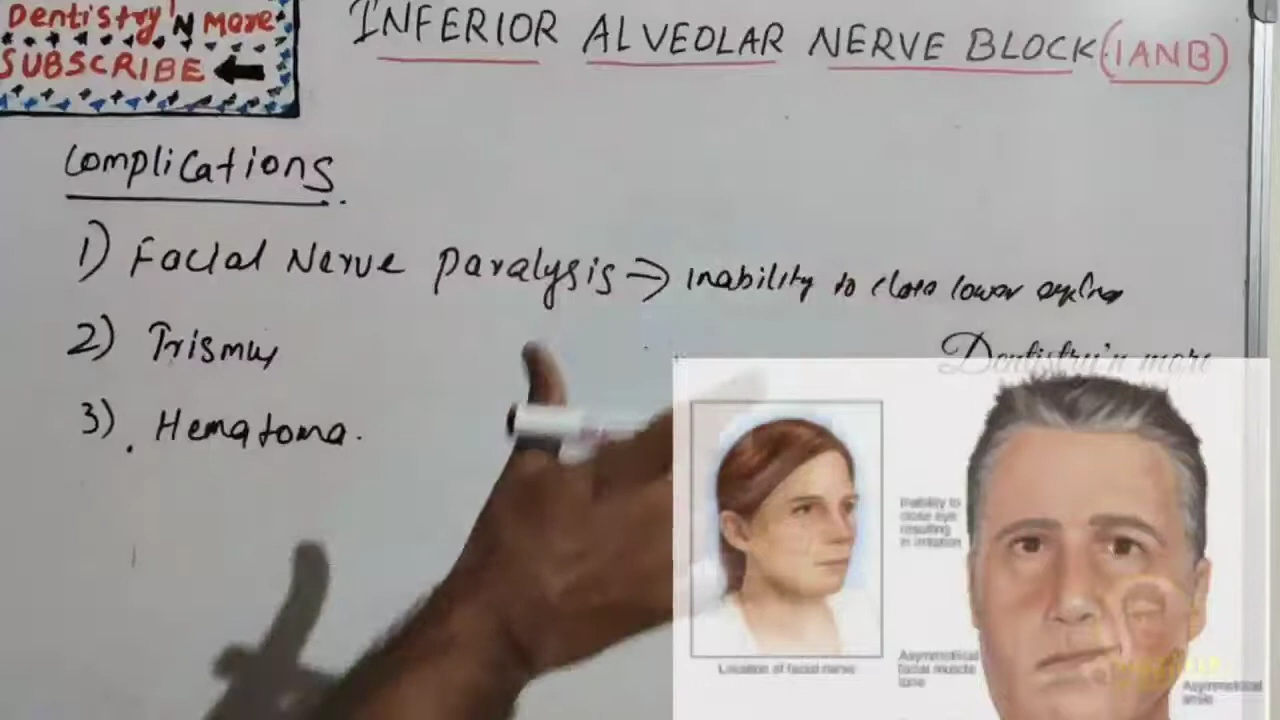 Dentistry'N More
SUBSCRIBE
INFERIOR ALVEOLAR NERVE BLOCK (IANB)
Complications.
1) Facial Nerve paralysis → inability to close lower
2) Trismus
3). Hematoma.
Dentistry'n more
Inability to
close eye
resulting
in irritation
Location of facial nerve
Asymmetrical
facial muscle
tone
Asymmetrical
smile